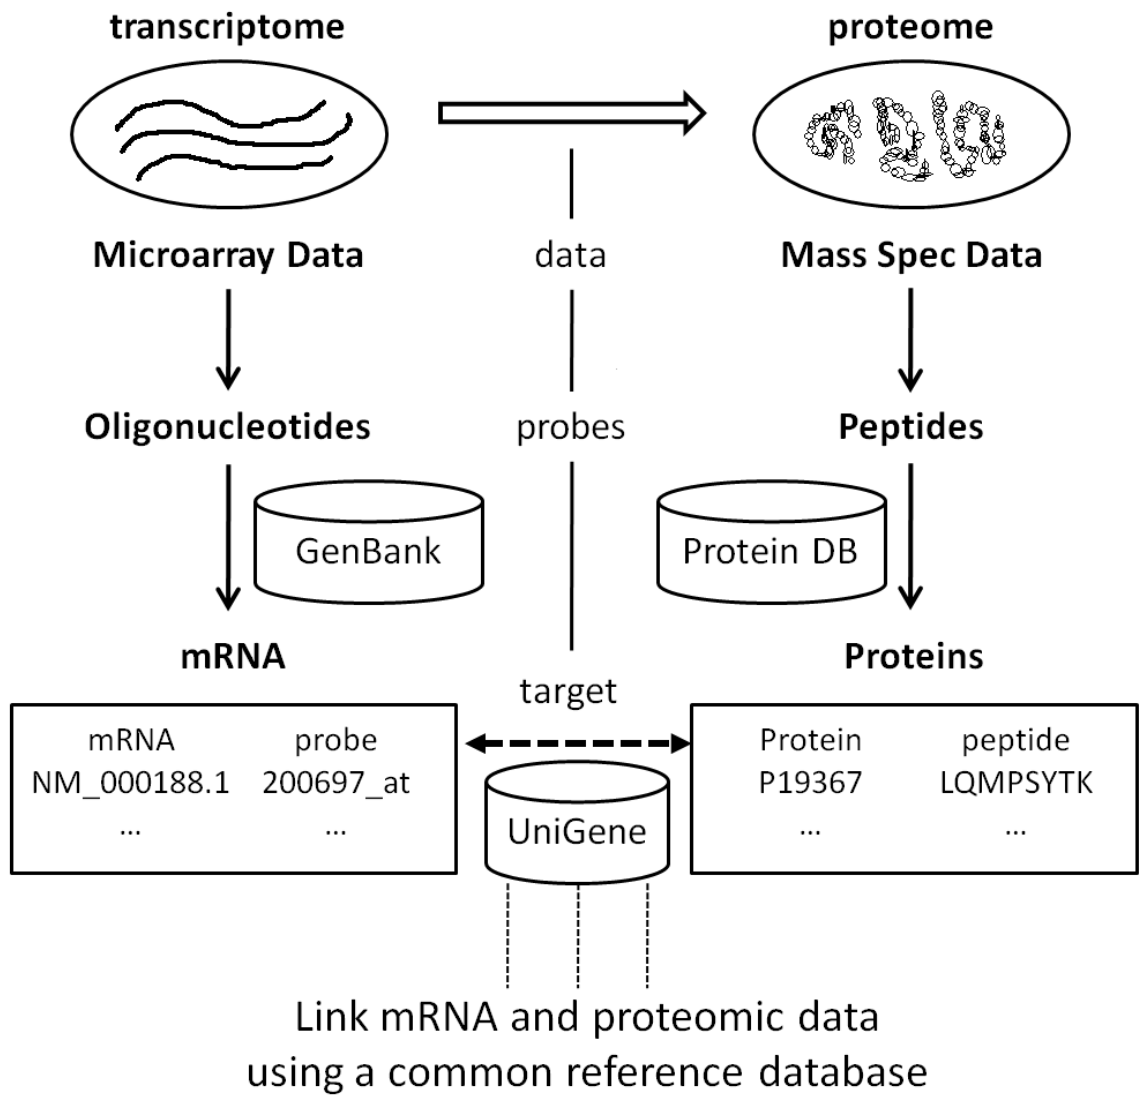 transcriptome
proteome
Microarray Data
data
Mass Spec Data
Oligonucleotides
probes
Peptides
GenBank
Protein DB
mRNA
Proteins
target
mRNA probe
NM_000188.1 200697_at
... ...
Protein peptide
P19367 LQMPSYTK
... ...
UniGene
Link mRNA and proteomic data
using a common reference database